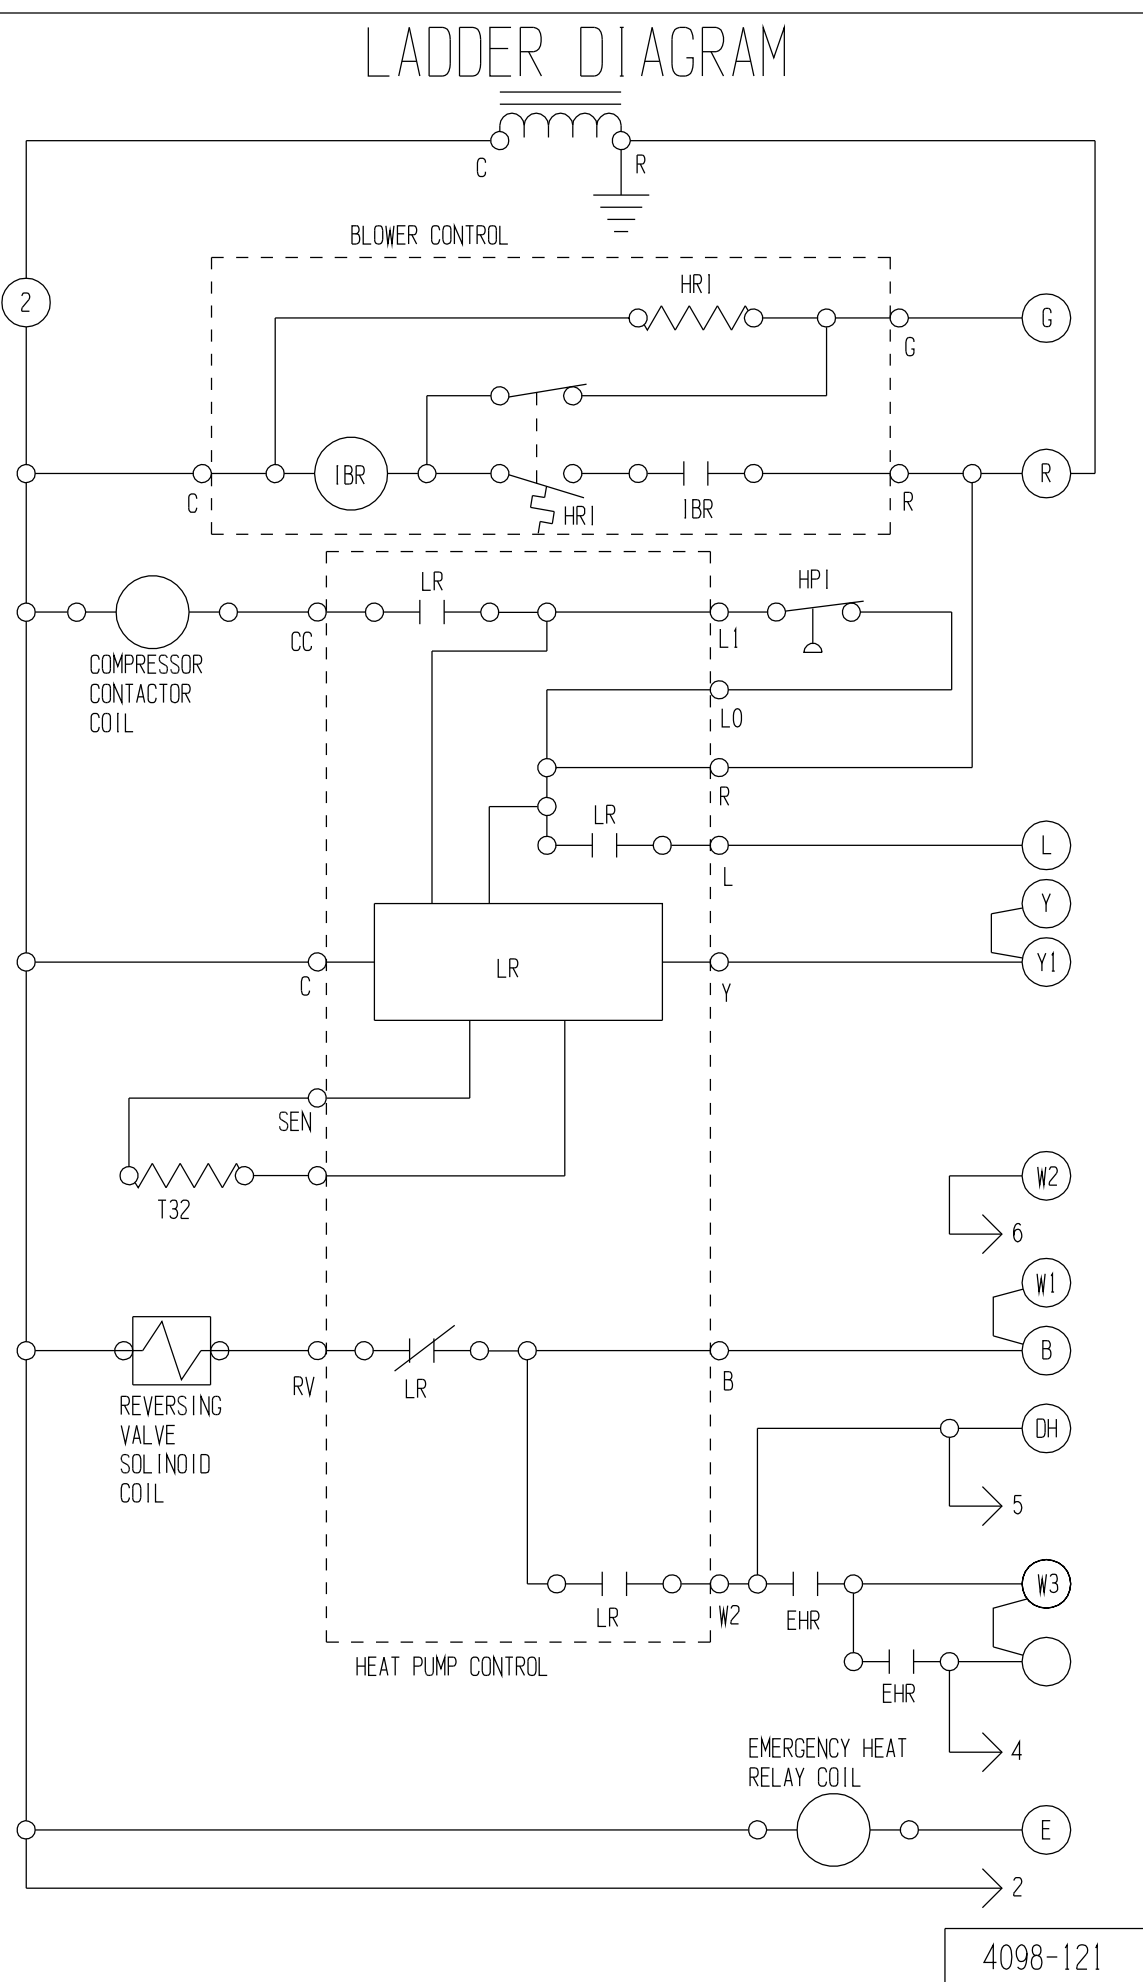 LADDER DIAGRAM
C
R
BLOWER CONTROL
2
HR1
G
G
IBR
R
C
HR1
IBR
R
LR
HP1
CC
L1
COMPRESSOR
CONTACTOR
COIL
LO
R
LR
L
L
Y
LR
Y1
C
Y
SEN
T32
W2
6
W1
B
RV
LR
B
REVERSING
VALVE
SOLINOID
COIL
DH
5
W3
LR
W2
EHR
HEAT PUMP CONTROL
EHR
4
EMERGENCY HEAT
RELAY COIL
E
2
4098-121